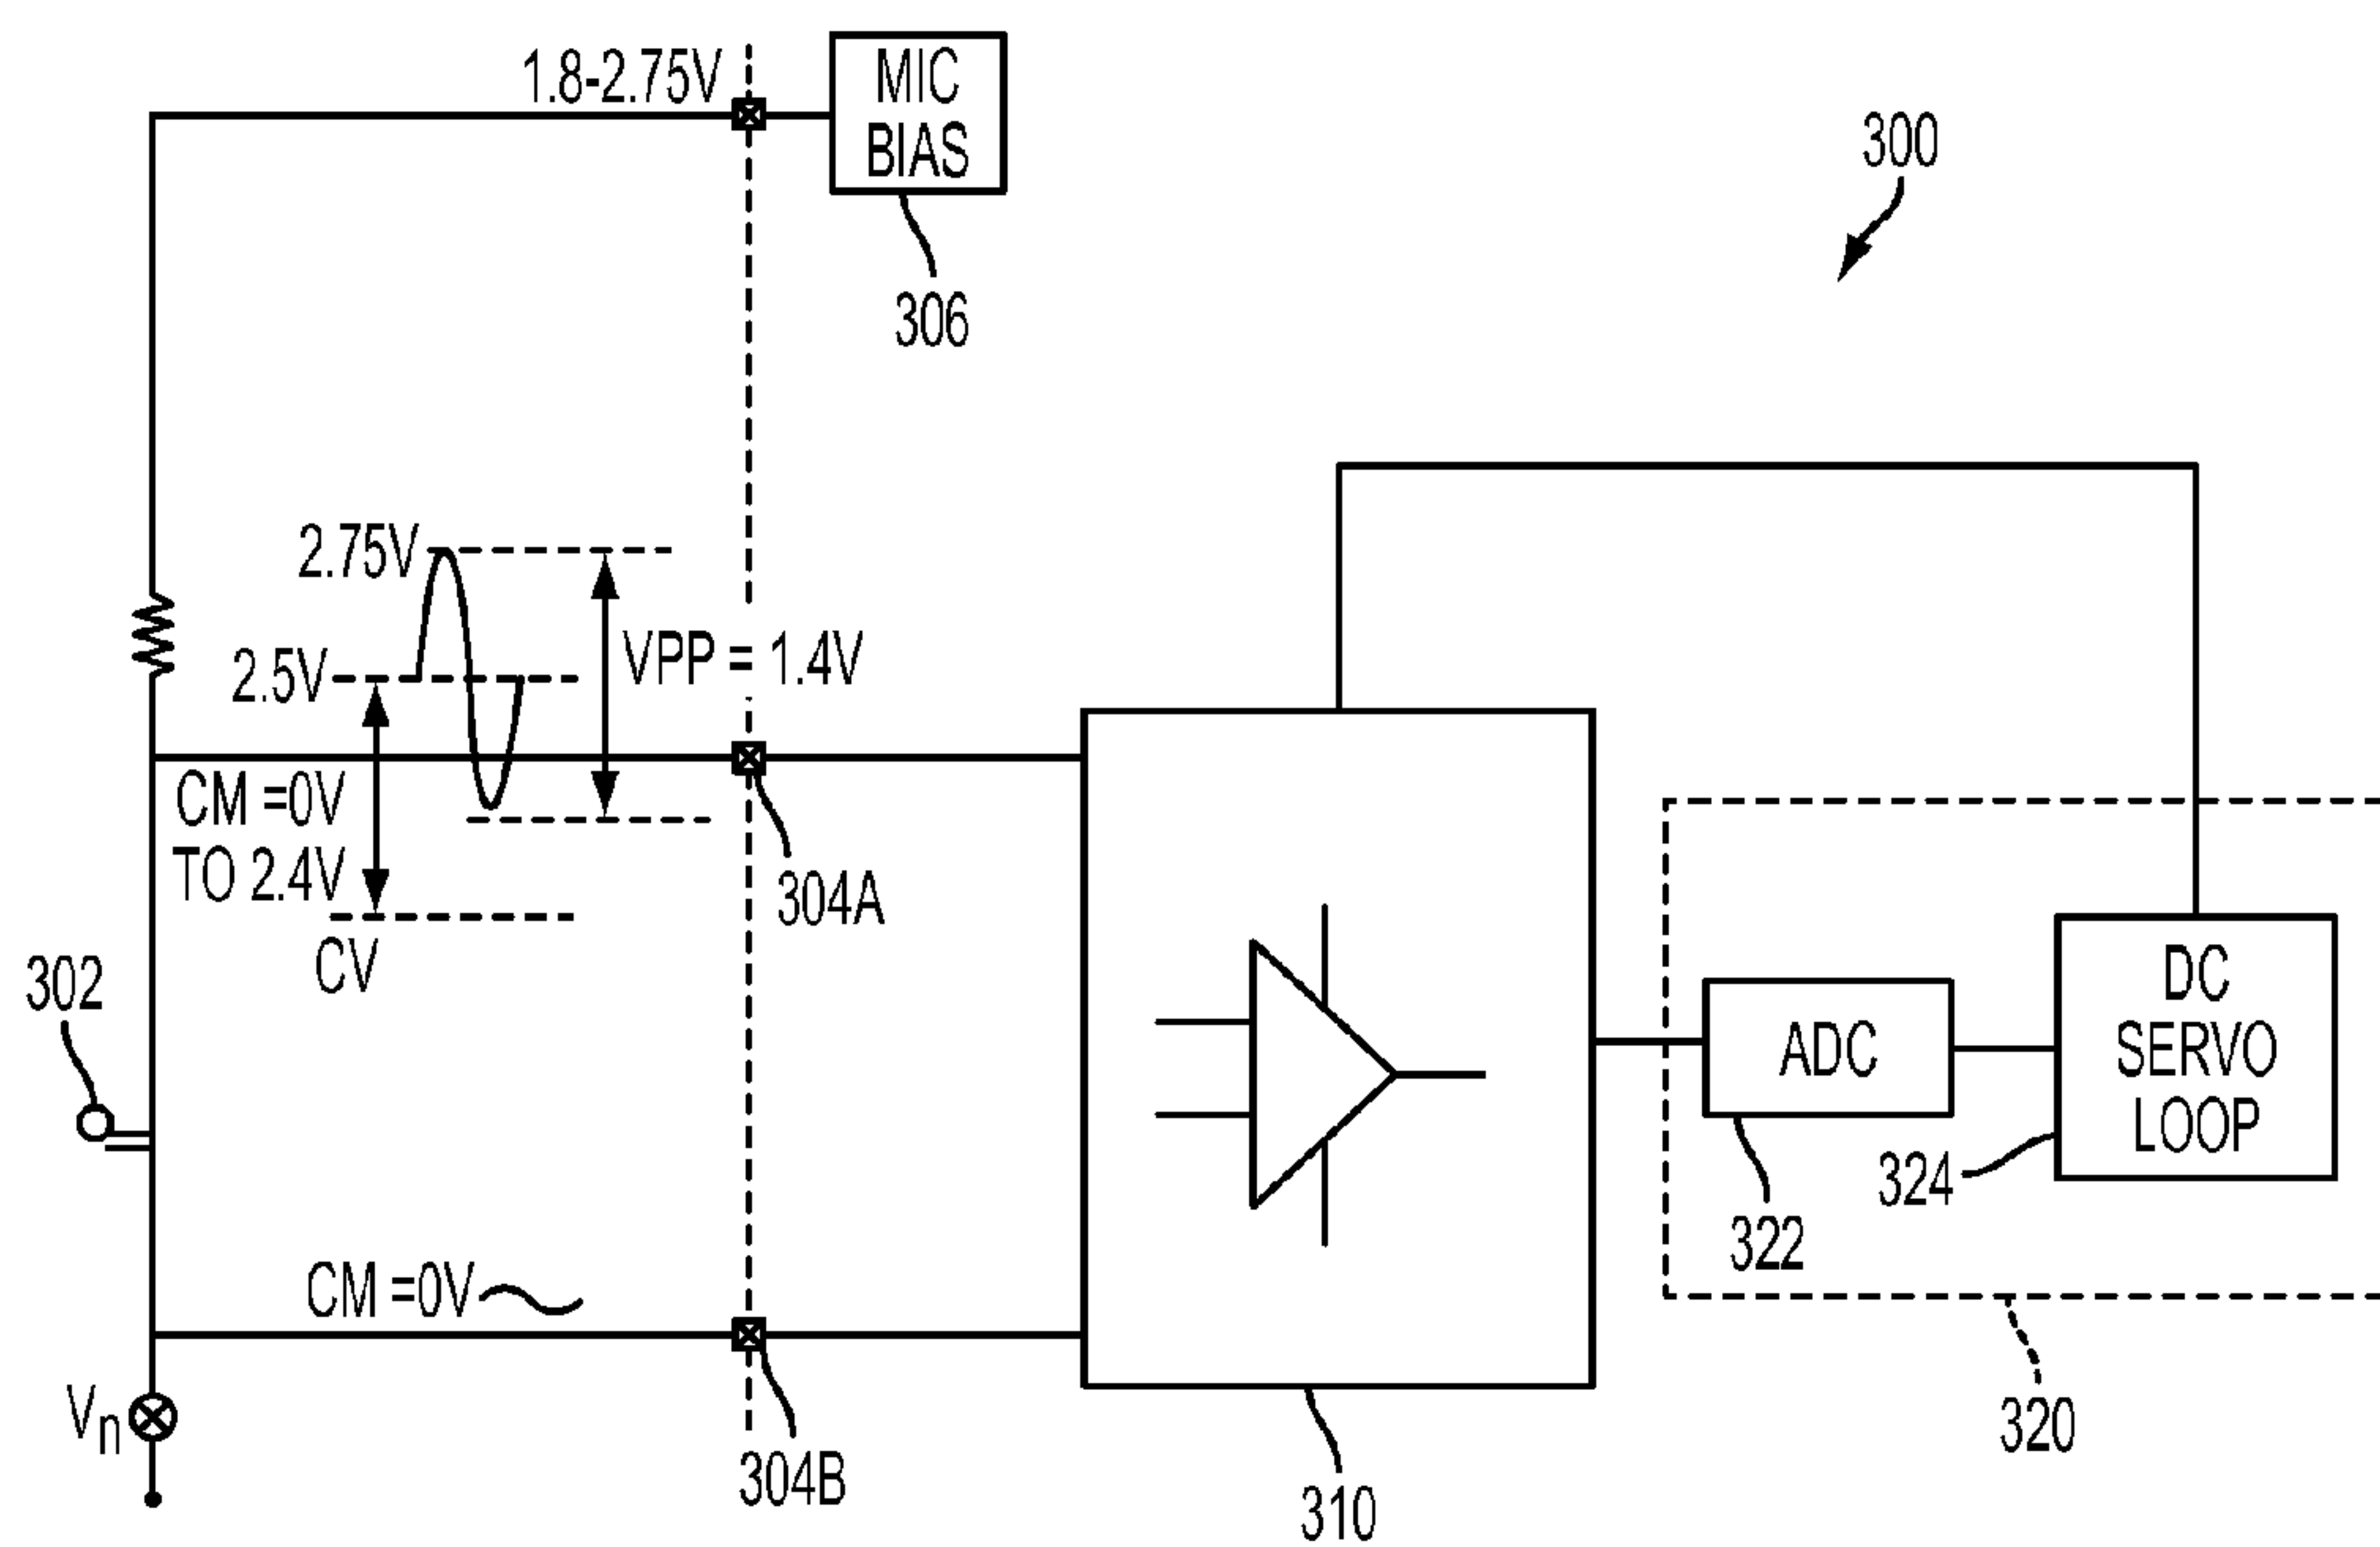 1.8-2.75V
MIC
BIAS
306
300
2.75V
2.5V
VPP = 1.4V
CM =0V
TO 2.4V
CV
304A
302
ADC
322
DC
SERVO
LOOP
324
320
CM =0V
304B
Vn
310